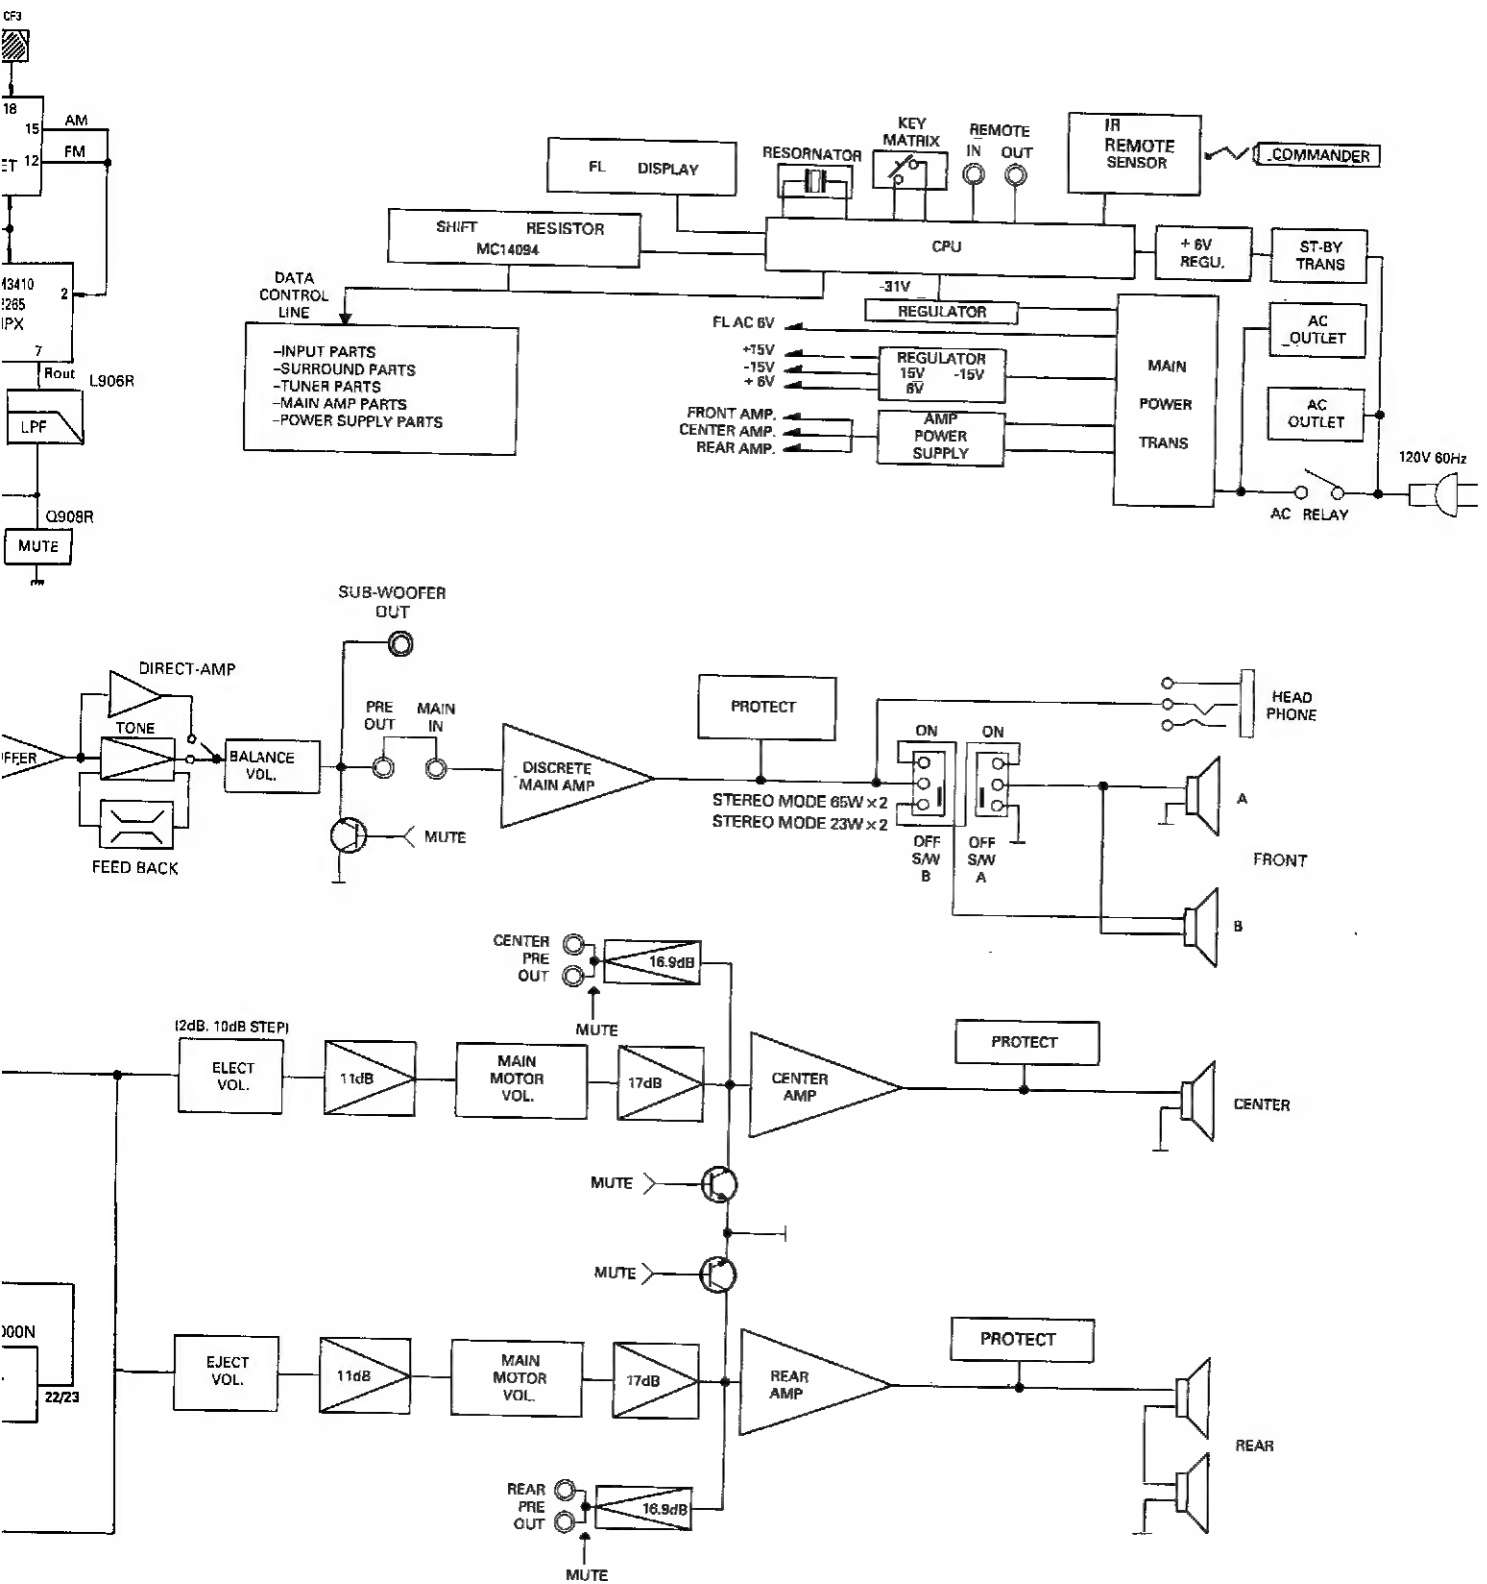 CF3
18
15
AM
ET
12
FM
13410
2265
IPX
2
7
Rout
L906R
LPF
Q908R
MUTE
FL DISPLAY
RESORNATOR
KEY
MATRIX
REMOTE
IN OUT
IR
REMOTE
SENSOR
COMMANDER
SHIFT RESISTOR
MC14094
CPU
+ 6V
REGU.
ST-BY
TRANS
DATA
CONTROL
LINE
-INPUT PARTS
-SURROUND PARTS
-TUNER PARTS
-MAIN AMP PARTS
-POWER SUPPLY PARTS
-31V
REGULATOR
FL AC 6V
+15V
-15V
+ 6V
REGULATOR
15V -15V
6V
FRONT AMP.
CENTER AMP.
REAR AMP.
AMP
POWER
SUPPLY
MAIN
POWER
TRANS
AC
OUTLET
AC
OUTLET
120V 60Hz
AC RELAY
SUB-WOOFER
OUT
DIRECT-AMP
TONE
UFFER
BALANCE
VOL.
FEED BACK
PRE
OUT
MAIN
IN
MUTE
DISCRETE
MAIN AMP
PROTECT
STEREO MODE 65W×2
STEREO MODE 23W×2
ON
ON
OFF
S/W
B
OFF
S/W
A
HEAD
PHONE
A
FRONT
B
CENTER
PRE
OUT
16.9dB
MUTE
(2dB. 10dB STEP)
ELECT
VOL.
11dB
MAIN
MOTOR
VOL.
17dB
CENTER
AMP
PROTECT
CENTER
MUTE
MUTE
000N
22/23
EJECT
VOL.
11dB
MAIN
MOTOR
VOL.
17dB
REAR
AMP
PROTECT
REAR
REAR
PRE
OUT
16.9dB
MUTE